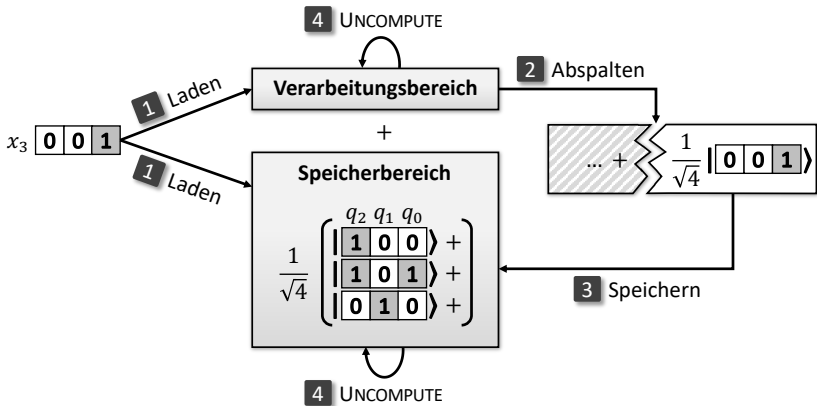 4 UNCOMPUTE
1 Laden
Verarbeitungsbereich
2 Abspalten
x₃ 0 0 1
+
... + 1/√4 |0 0 1⟩
1 Laden
Speicherbereich
q₂ q₁ q₀
1/√4 ( |1 0 0⟩ +
|1 0 1⟩ +
|0 1 0⟩ + )
3 Speichern
4 UNCOMPUTE